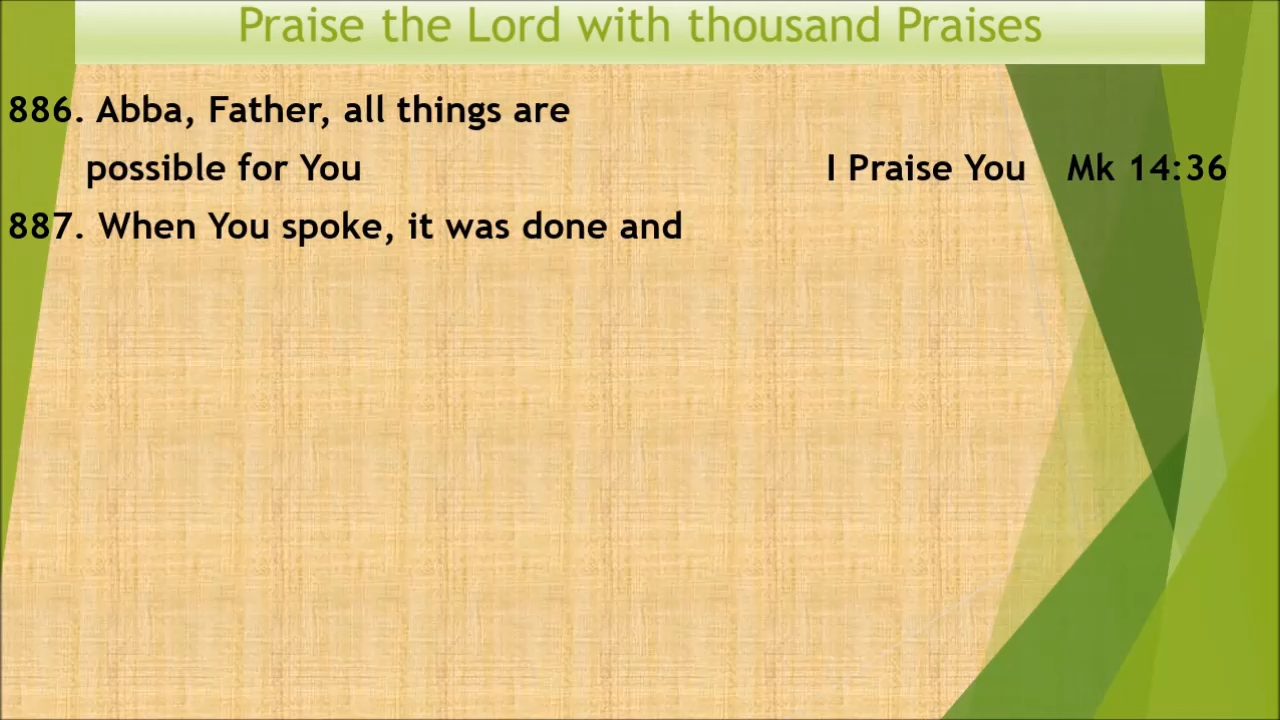 Praise the Lord with thousand Praises
886. Abba, Father, all things are
possible for You I Praise You Mk 14:36
887. When You spoke, it was done and